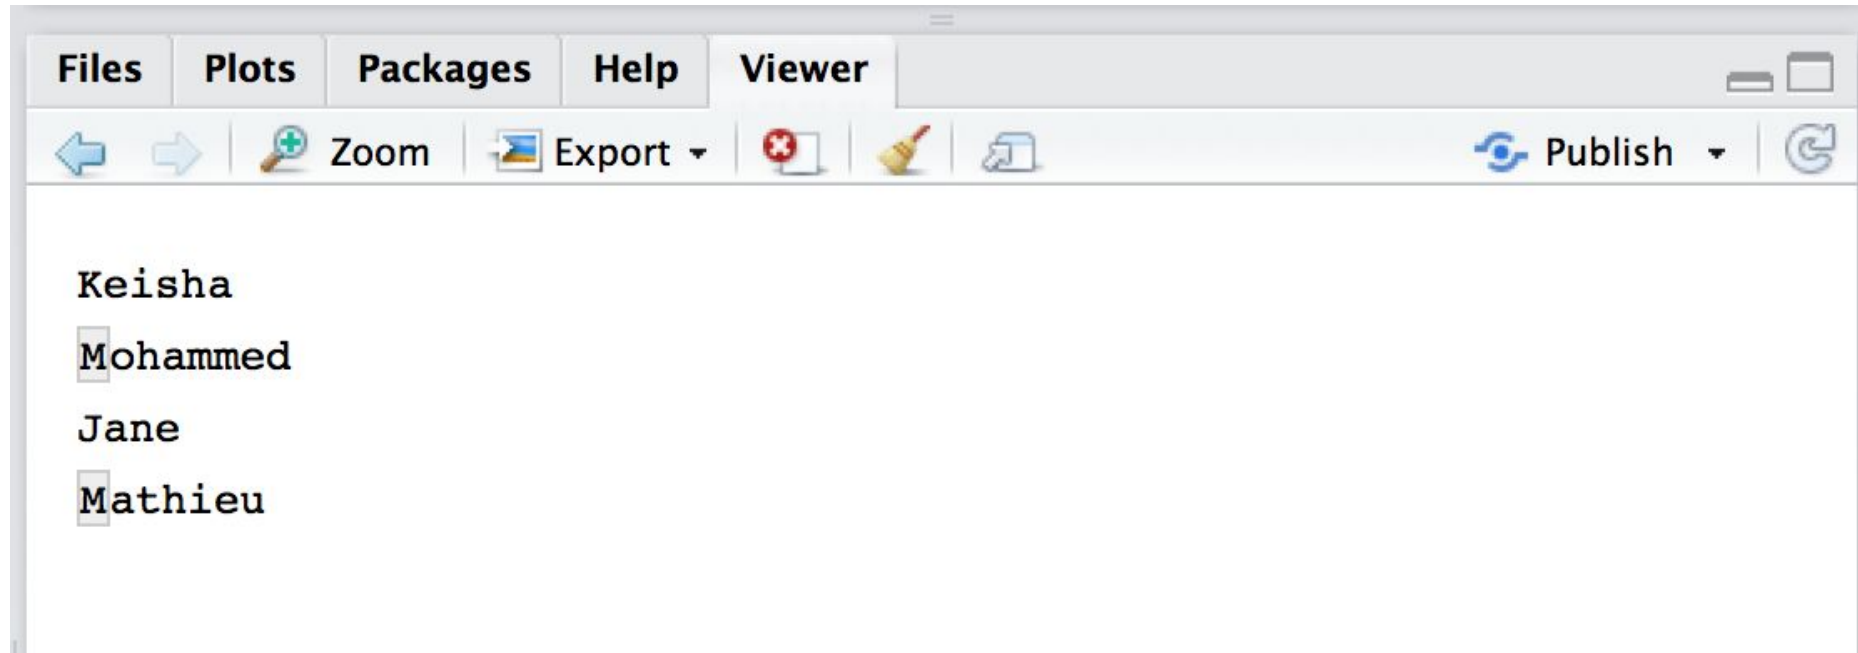 Files Plots Packages Help Viewer
Zoom Export Publish
Keisha
Mohammed
Jane
Mathieu